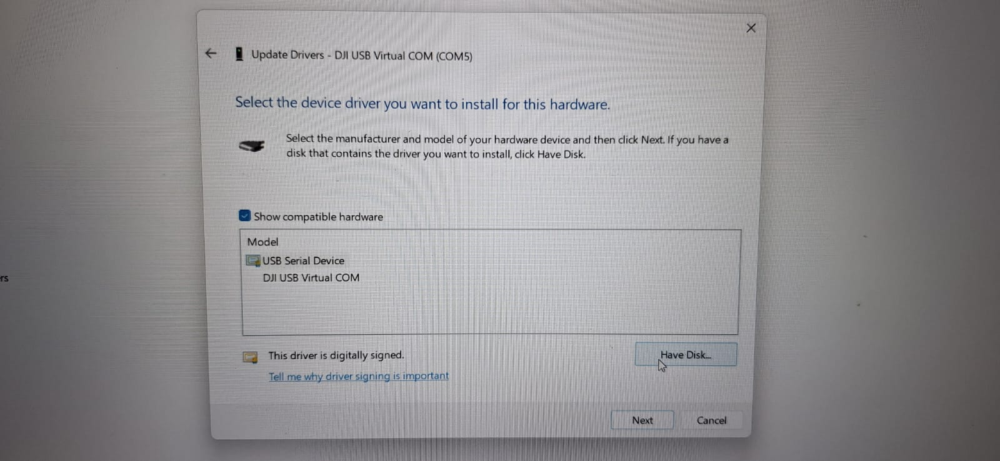 Update Drivers - DJI USB Virtual COM (COM5)
Select the device driver you want to install for this hardware.
Select the manufacturer and model of your hardware device and then click Next. If you have a
disk that contains the driver you want to install, click Have Disk.
Show compatible hardware
Model
USB Serial Device
rs
DJI USB Virtual COM
This driver is digitally signed.
Have Disk...
Tell me why driver signing is important
Next
Cancel